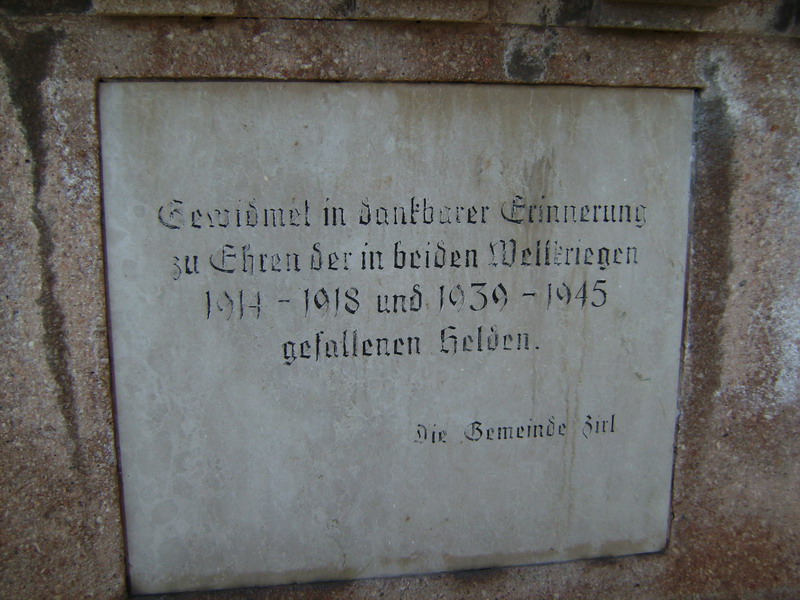 Gewidmet in dankbarer Erinnerung
zu Ehren der in beiden Weltkriegen
1914 - 1918 und 1939 - 1945
gefallenen Helden.
Die Gemeinde Zirl